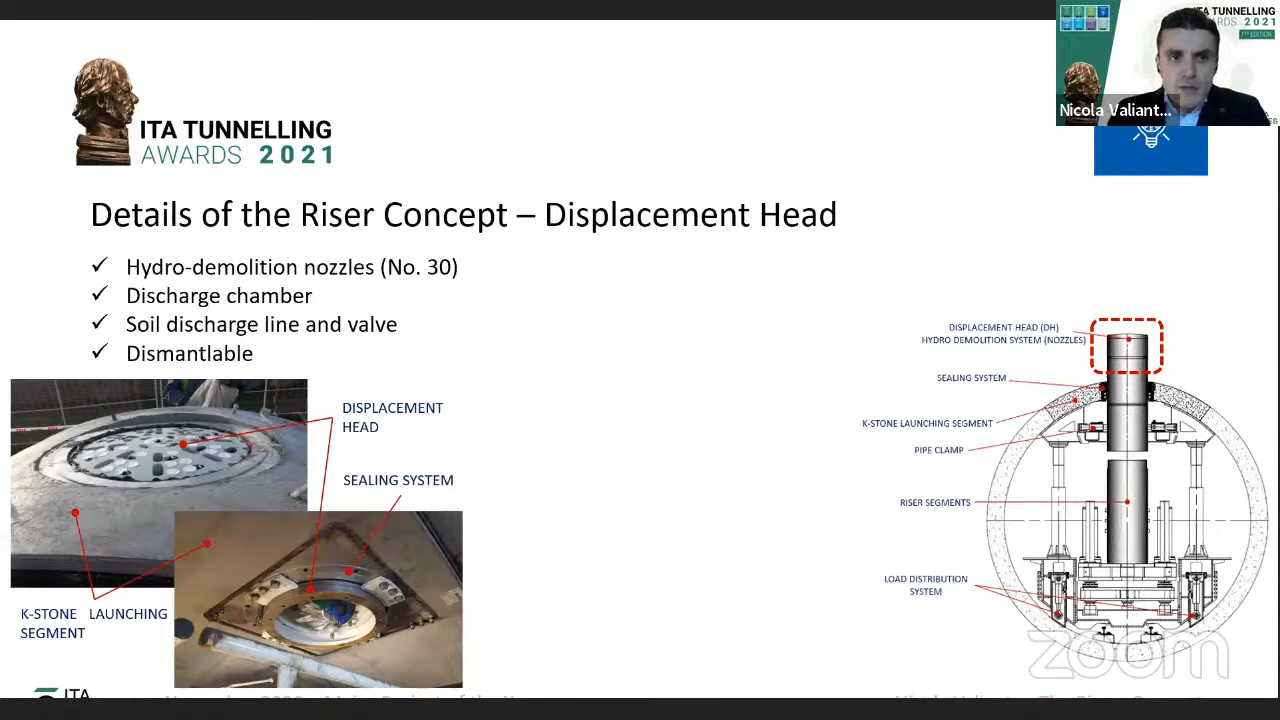 ITA TUNNELLING
AWARDS 2021
Nicola Valiant...
ITA TUNNELLING
AWARDS 2021
Details of the Riser Concept – Displacement Head
✓ Hydro-demolition nozzles (No. 30)
✓ Discharge chamber
✓ Soil discharge line and valve
✓ Dismantlable
DISPLACEMENT
HEAD
SEALING SYSTEM
K-STONE LAUNCHING
SEGMENT
DISPLACEMENT HEAD (DH)
HYDRO DEMOLITION SYSTEM (NOZZLES)
SEALING SYSTEM
K-STONE LAUNCHING SEGMENT
PIPE CLAMP
RISER SEGMENTS
LOAD DISTRIBUTION
SYSTEM
zoom
ITA